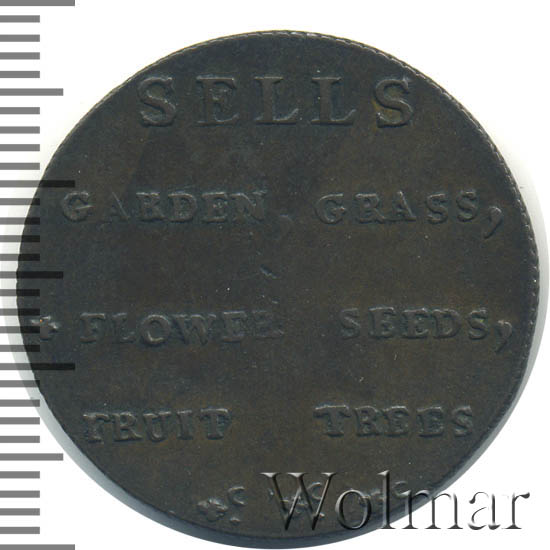 SELLS
GARDEN, GRASS,
& FLOWER SEEDS,
FRUIT TREES
Wolmar